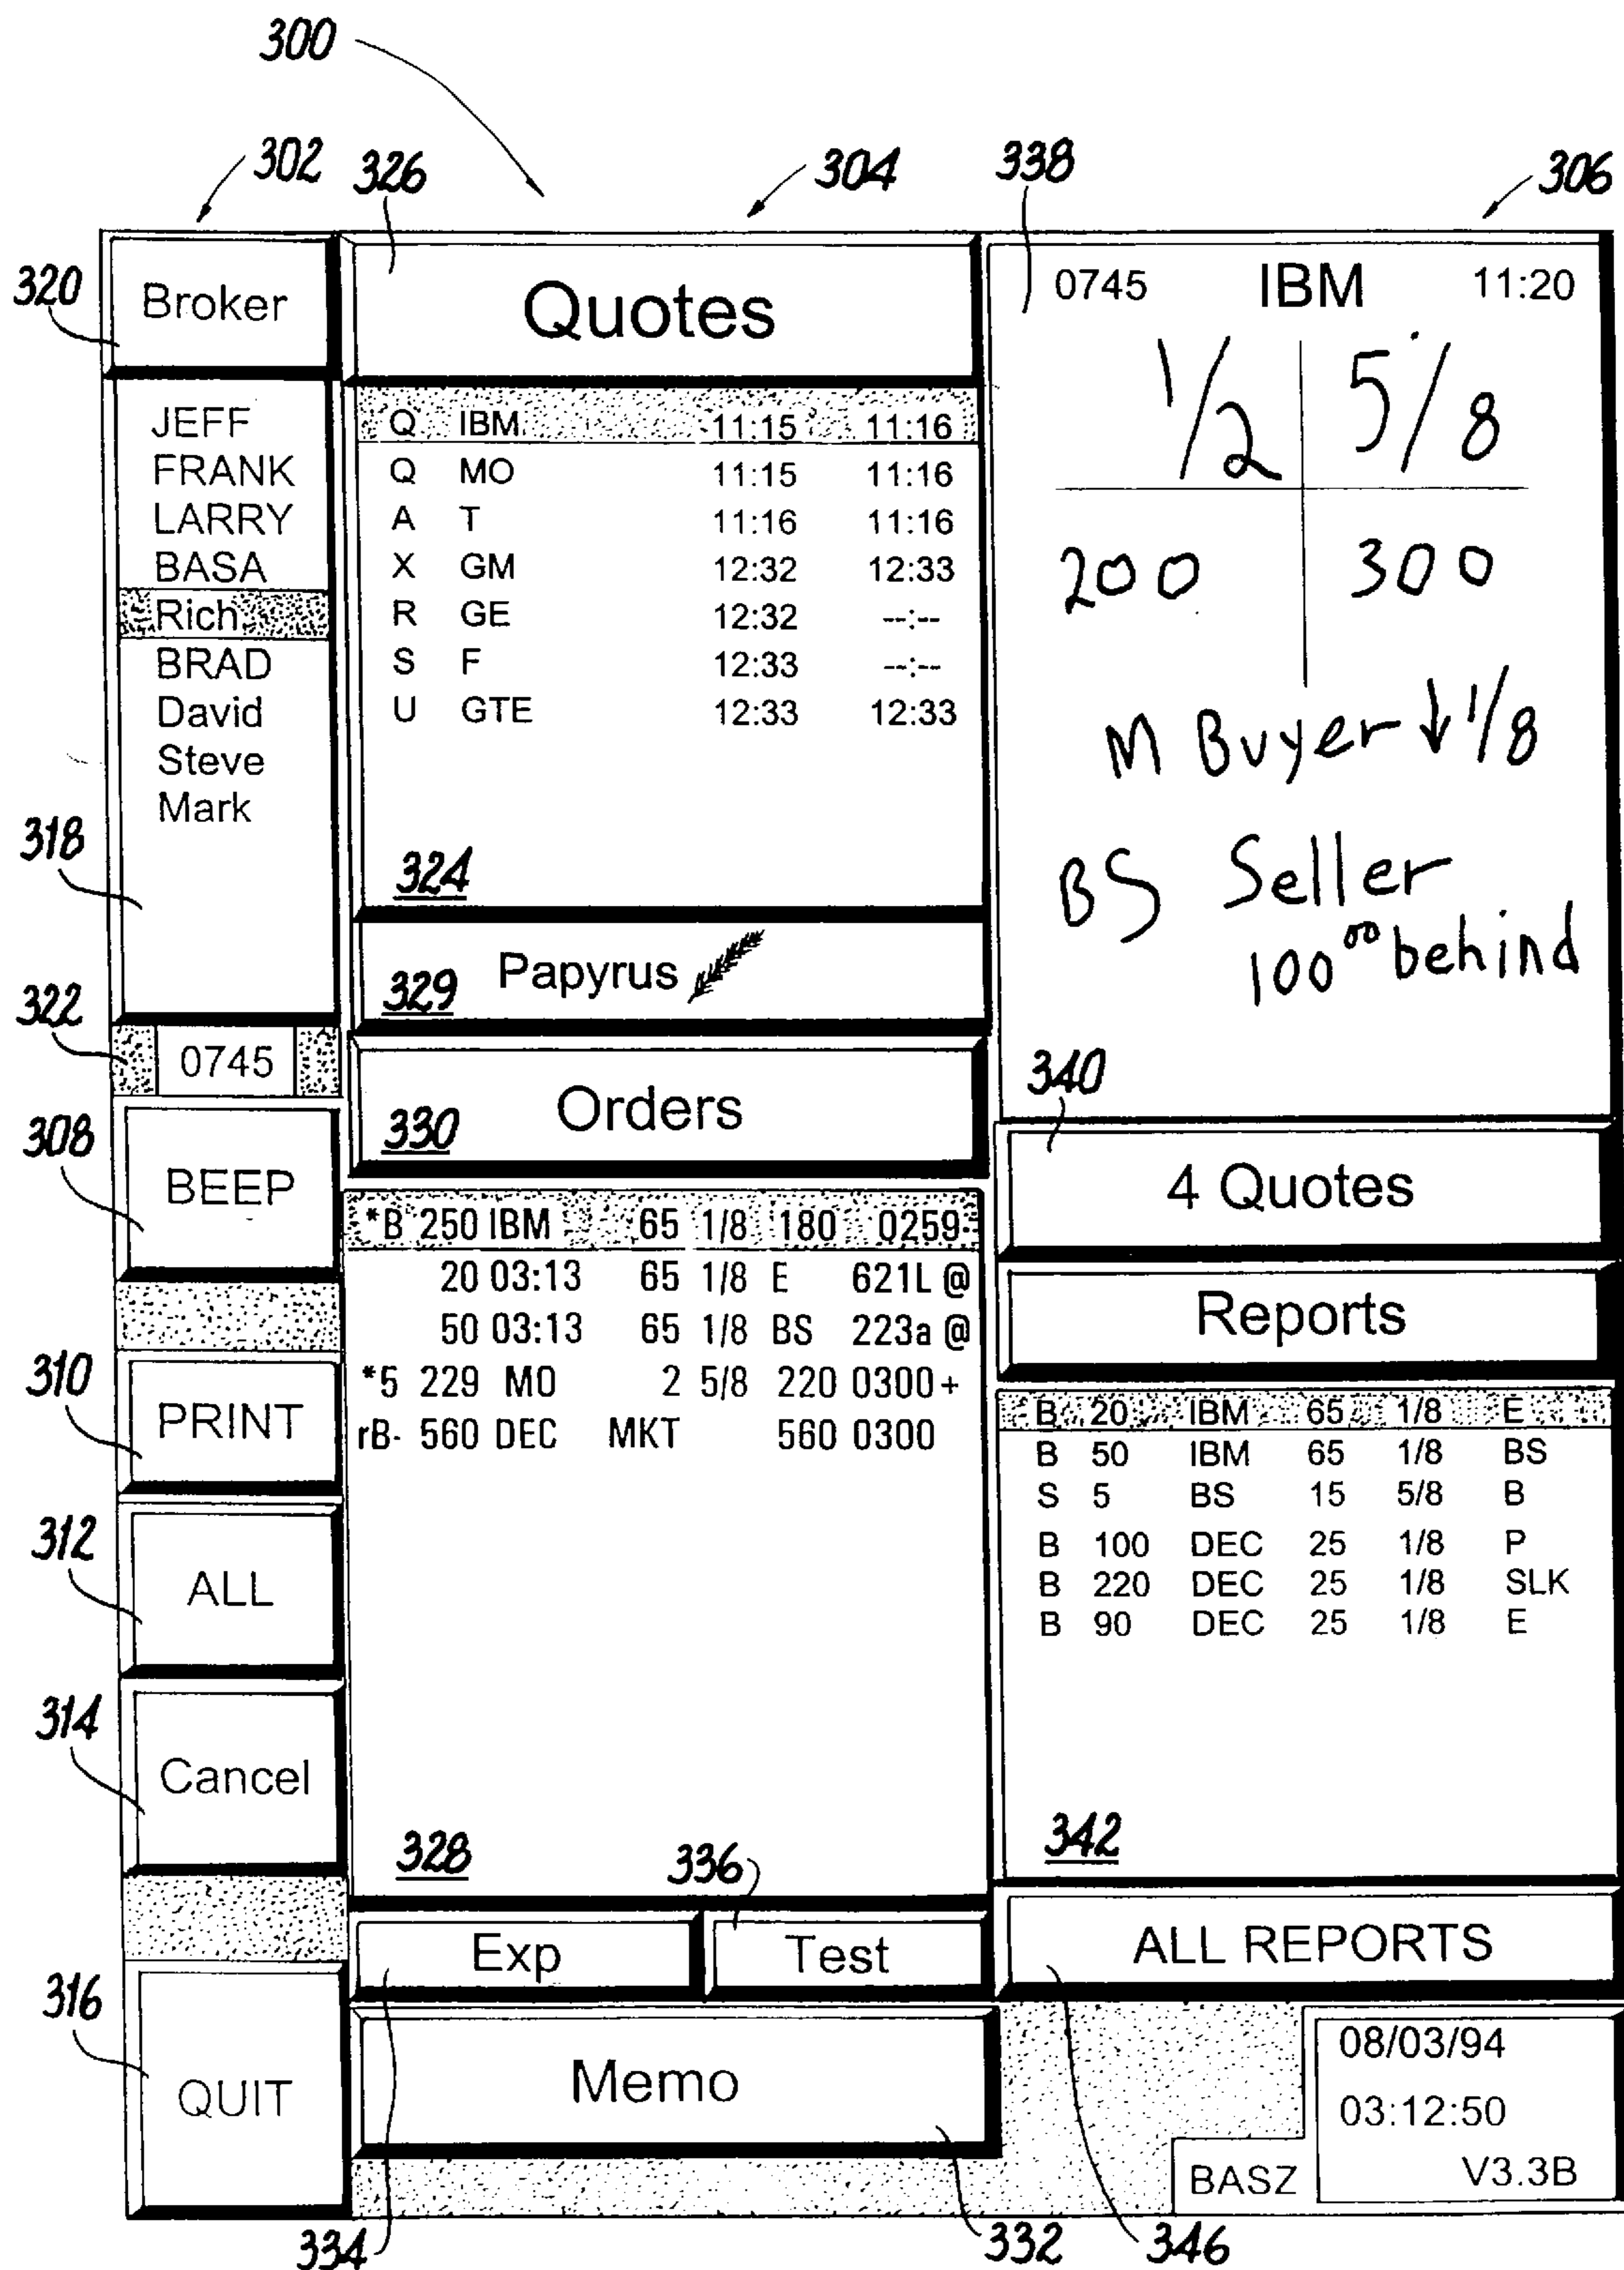 300
302 326 304 338 306
320
Broker
JEFF
FRANK
LARRY
BASA
Rich
BRAD
David
Steve
Mark
318
322
0745
308
BEEP
310
PRINT
312
ALL
314
Cancel
316
QUIT
Quotes
Q IBM 11:15 11:16
Q MO 11:15 11:16
A T 11:16 11:16
X GM 12:32 12:33
R GE 12:32 --:--
S F 12:33 --:--
U GTE 12:33 12:33
324
Papyrus
329
Orders
330
*B 250 IBM 65 1/8 180 0259-
20 03:13 65 1/8 E 621L @
50 03:13 65 1/8 BS 223a @
*5 229 MO 2 5/8 220 0300+
rB- 560 DEC MKT 560 0300
328
336
Exp Test
Memo
334 332 346
0745 IBM 11:20
1/2 5/8
200 300
M Buyer ↓ 1/8
BS Seller
100⁰⁰ behind
340
4 Quotes
Reports
B 20 IBM 65 1/8 E
B 50 IBM 65 1/8 BS
S 5 BS 15 5/8 B
B 100 DEC 25 1/8 P
B 220 DEC 25 1/8 SLK
B 90 DEC 25 1/8 E
342
ALL REPORTS
08/03/94
03:12:50
BASZ V3.3B